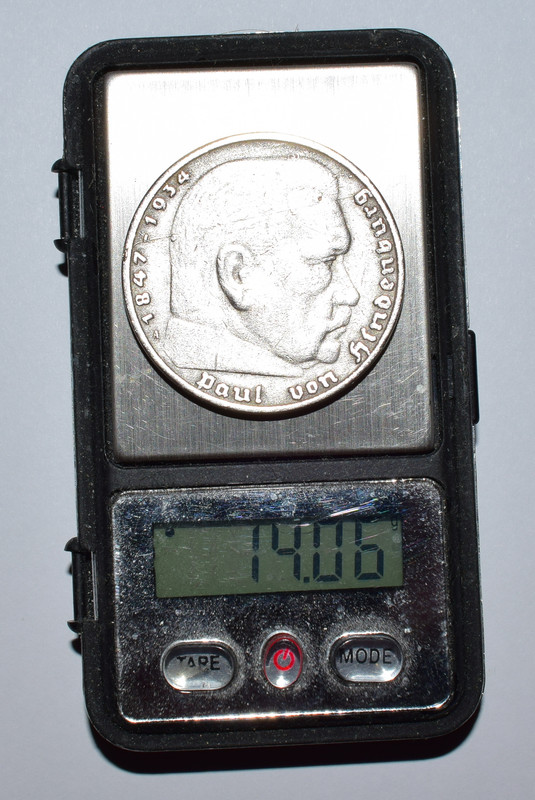 1847-1934
Paul von Hindenburg
A
14.06 g
TARE
MODE